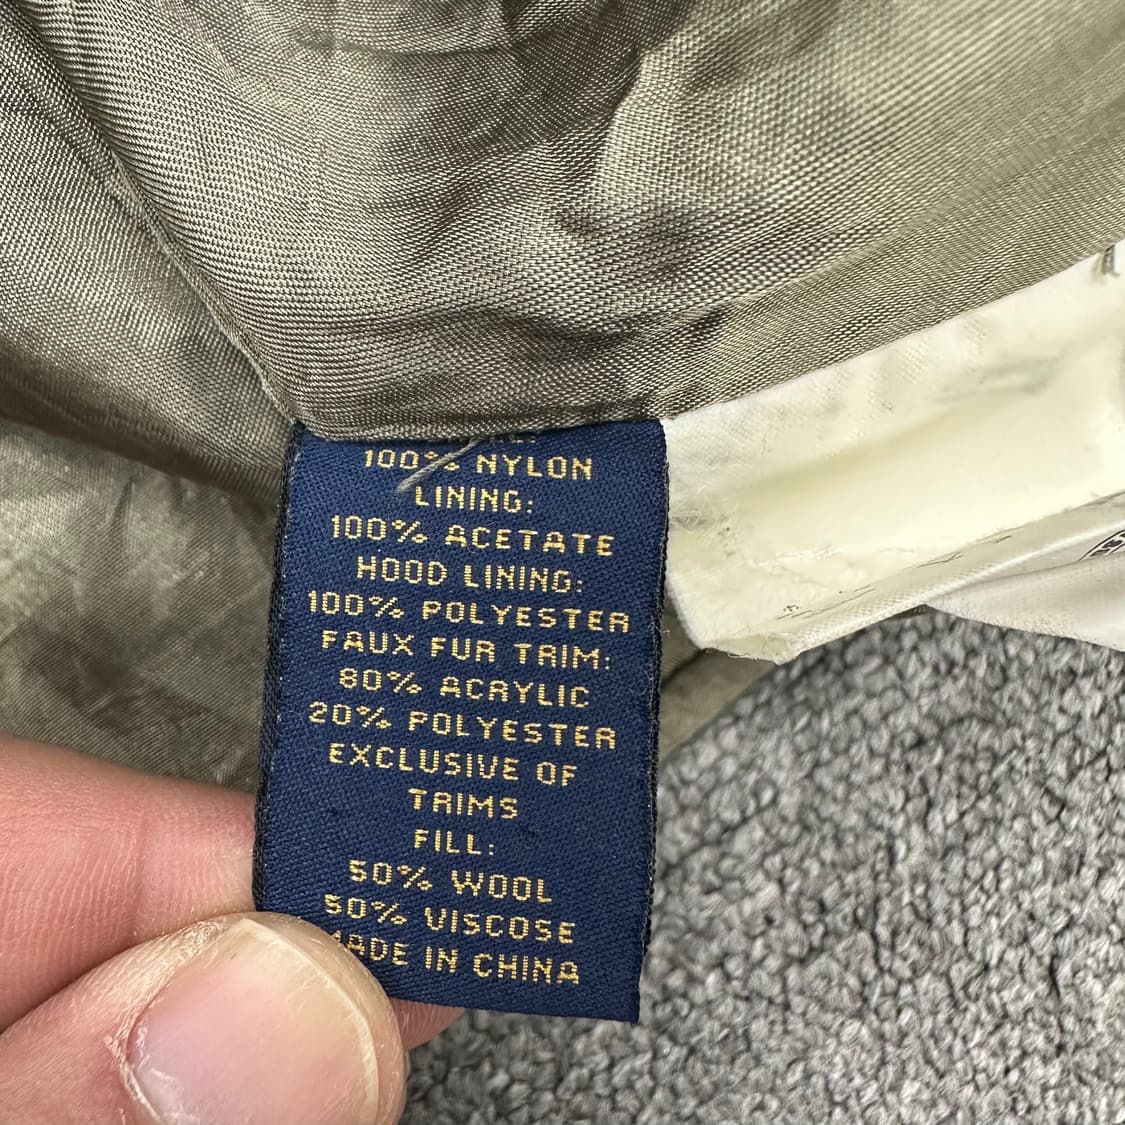 100% NYLON
LINING:
100% ACETATE
HOOD LINING:
100% POLYESTER
FAUX FUR TRIM:
80% ACRYLIC
20% POLYESTER
EXCLUSIVE OF
TRIMS
FILL:
50% WOOL
50% VISCOSE
MADE IN CHINA